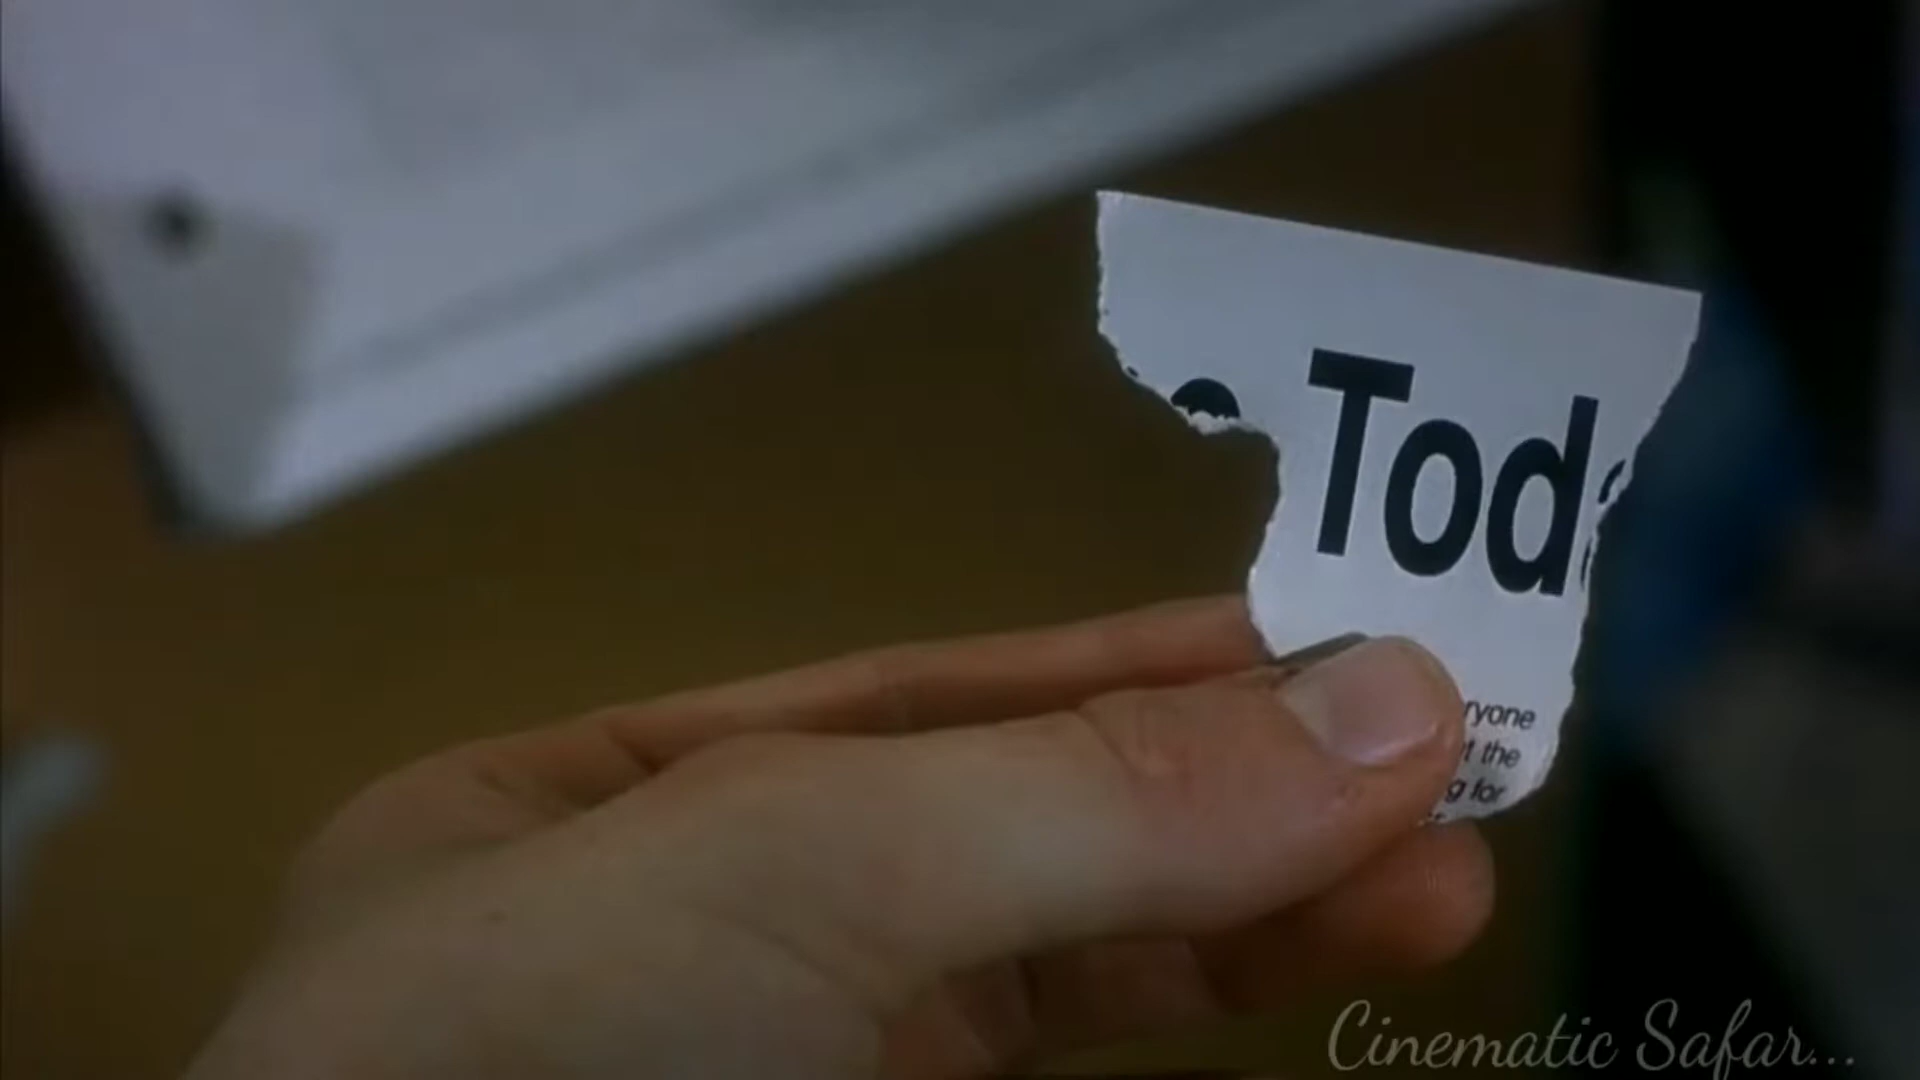 Tod
ryone
t the
g for
Cinematic Safar...